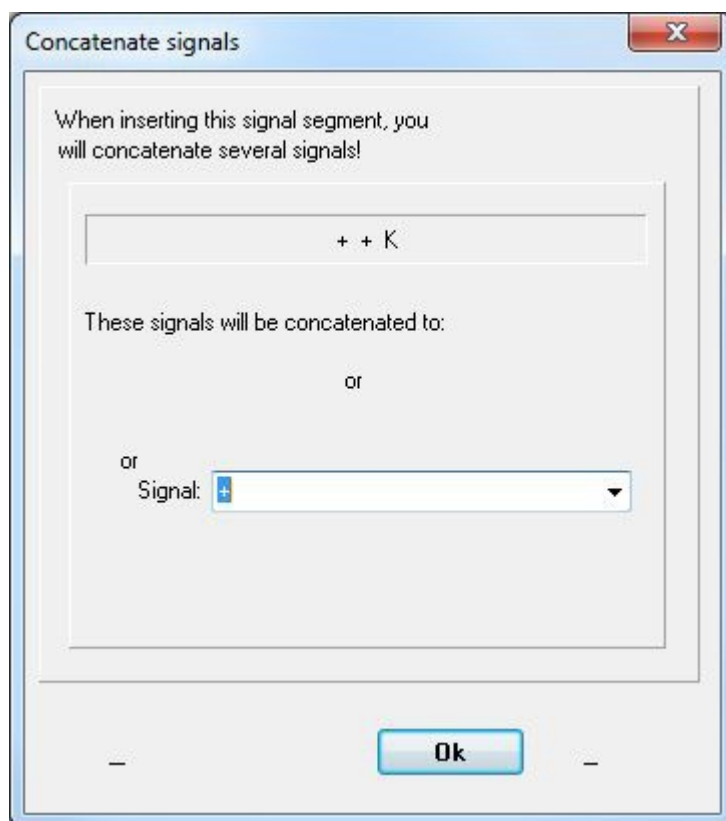 Concatenate signals
When inserting this signal segment, you
will concatenate several signals!
+ + K
These signals will be concatenated to:
or
or
Signal: +
Ok
_ _